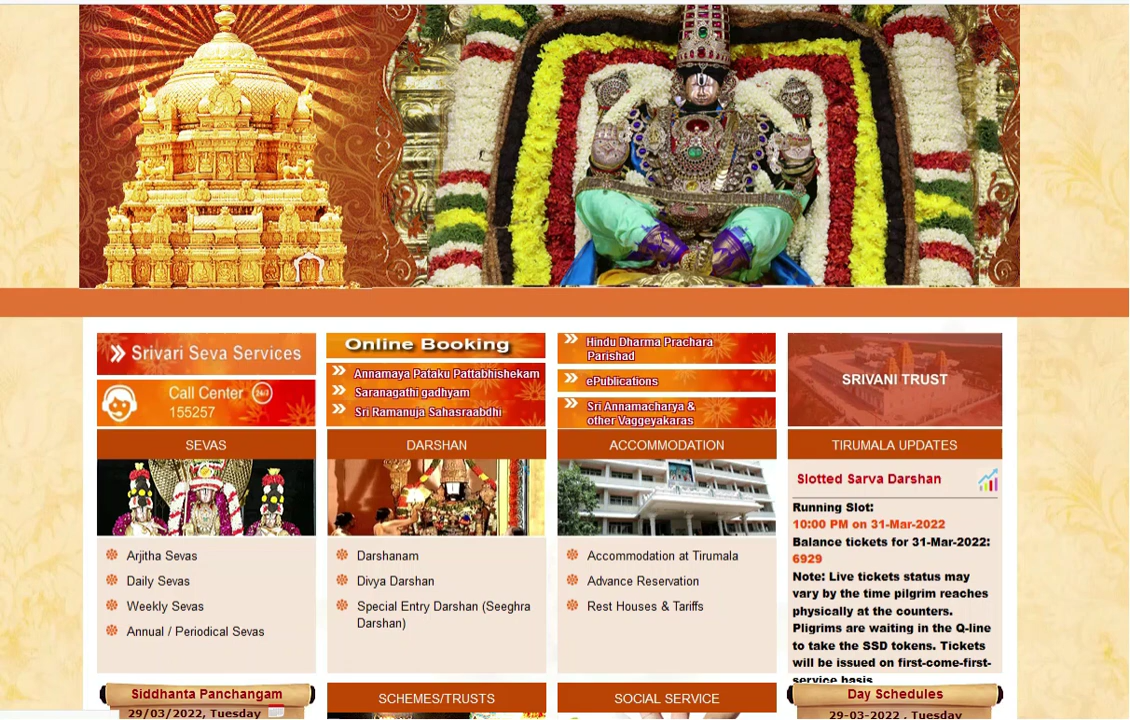 Srivari Seva Services
Call Center 24/7
155257
Online Booking
Annamaya Pataku Pattabhishekam
Saranagathi gadhyam
Sri Ramanuja Sahasraabdhi
Hindu Dharma Prachara
Parishad
ePublications
Sri Annamacharya &
other Vaggeyakaras
SRIVANI TRUST
SEVAS
Arjitha Sevas
Daily Sevas
Weekly Sevas
Annual / Periodical Sevas
DARSHAN
Darshanam
Divya Darshan
Special Entry Darshan (Seeghra
Darshan)
ACCOMMODATION
Accommodation at Tirumala
Advance Reservation
Rest Houses & Tariffs
TIRUMALA UPDATES
Slotted Sarva Darshan
Running Slot:
10:00 PM on 31-Mar-2022
Balance tickets for 31-Mar-2022:
6929
Note: Live tickets status may
vary by the time pilgrim reaches
physically at the counters.
Pligrims are waiting in the Q-line
to take the SSD tokens. Tickets
will be issued on first-come-first-
service basis
Siddhanta Panchangam
29/03/2022, Tuesday
SCHEMES/TRUSTS
SOCIAL SERVICE
Day Schedules
29-03-2022 , Tuesday